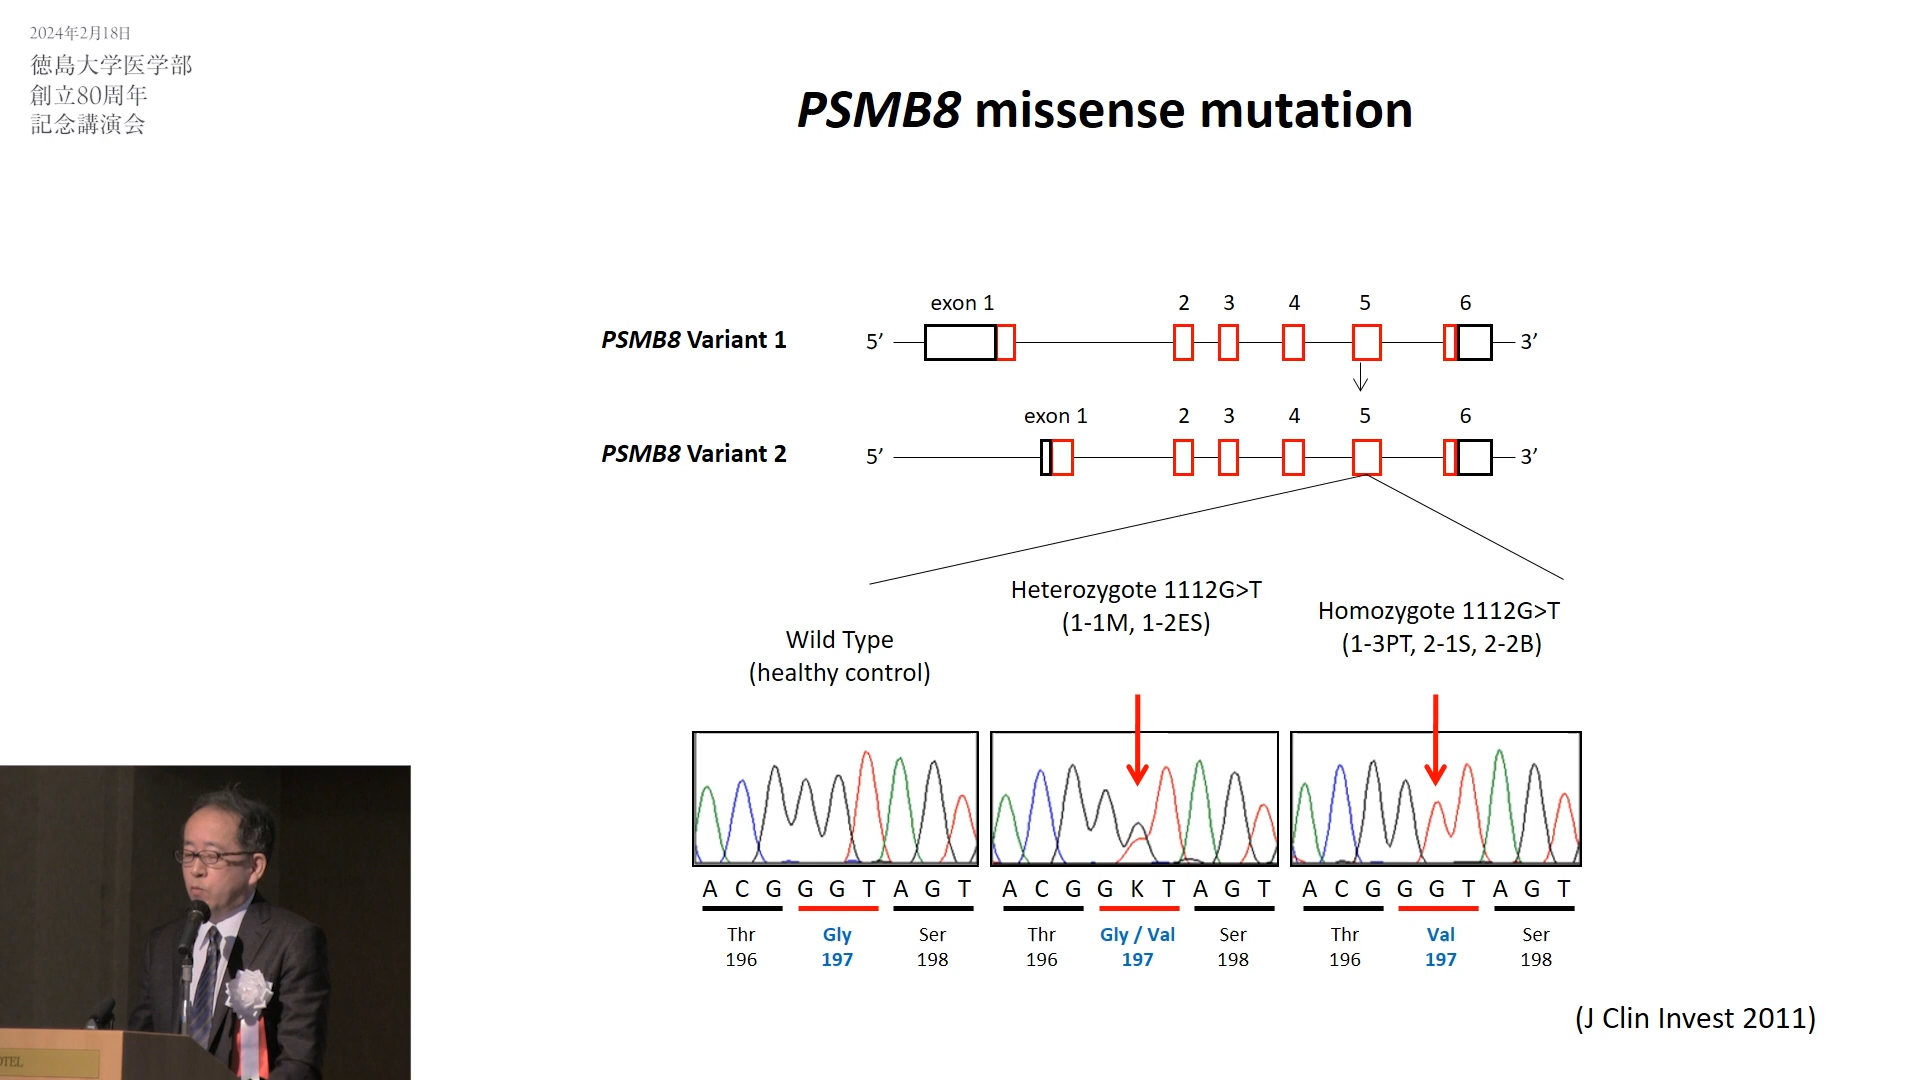 2024年2月18日
徳島大学医学部
創立80周年
記念講演会
PSMB8 missense mutation
exon 1 2 3 4 5 6
PSMB8 Variant 1 5’ 3’
exon 1 2 3 4 5 6
PSMB8 Variant 2 5’ 3’
Wild Type
(healthy control)
Heterozygote 1112G>T
(1-1M, 1-2ES)
Homozygote 1112G>T
(1-3PT, 2-1S, 2-2B)
A C G G G T A G T
Thr Gly Ser
196 197 198
A C G G K T A G T
Thr Gly / Val Ser
196 197 198
A C G G G T A G T
Thr Val Ser
196 197 198
(J Clin Invest 2011)